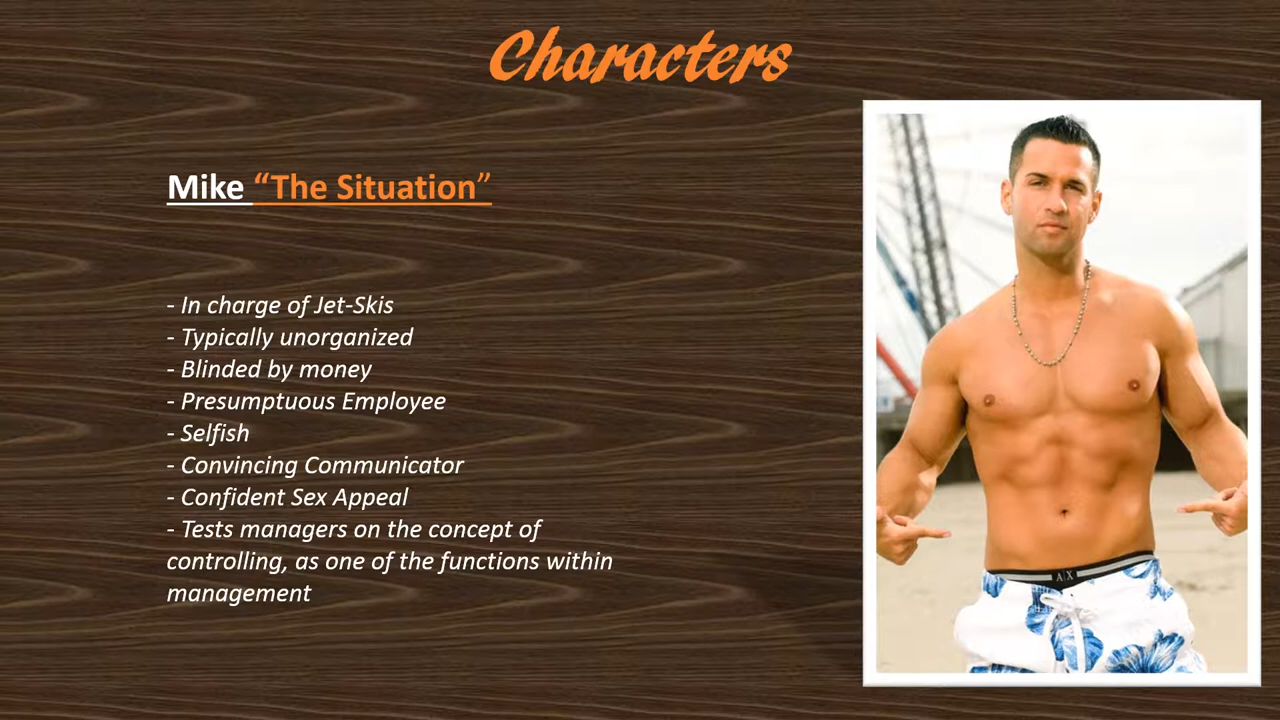 Characters
Mike “The Situation”
- In charge of Jet-Skis
- Typically unorganized
- Blinded by money
- Presumptuous Employee
- Selfish
- Convincing Communicator
- Confident Sex Appeal
- Tests managers on the concept of
controlling, as one of the functions within
management
A|X